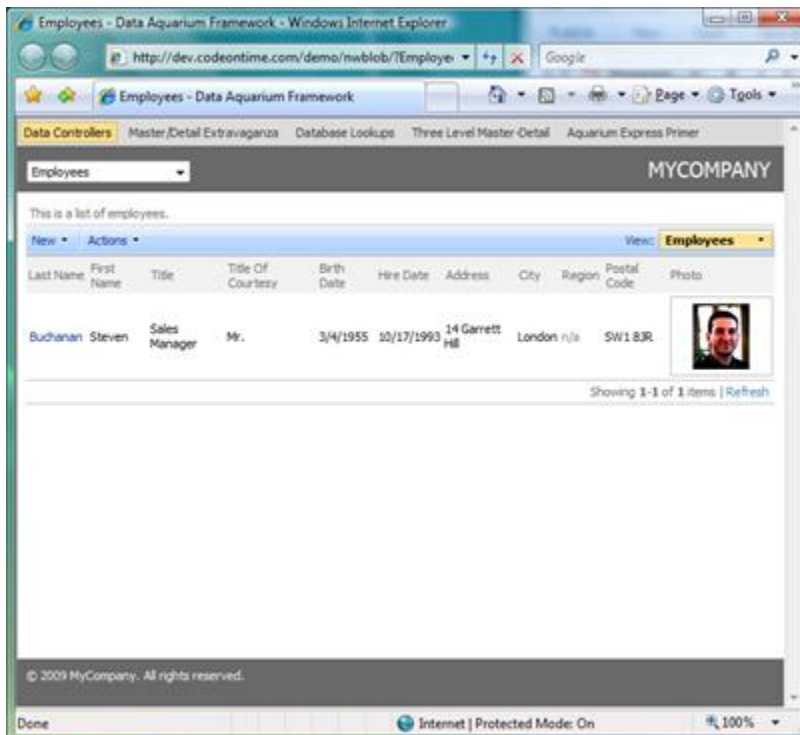 Employees - Data Aquarium Framework - Windows Internet Explorer
http://dev.codeontime.com/demo/nwblob/?Employe
Google
Employees - Data Aquarium Framework
Page
Tools
Data Controllers Master/Detail Extravaganza Database Lookups Three Level Master-Detail Aquarium Express Primer
Employees
MYCOMPANY
This is a list of employees.
New Actions View: Employees
Last Name First Name Title Title Of Courtesy Birth Date Hire Date Address City Region Postal Code Photo
Buchanan Steven Sales Manager Mr. 3/4/1955 10/17/1993 14 Garrett Hill London n/a SW1 8JR
Showing 1-1 of 1 items | Refresh
© 2009 MyCompany. All rights reserved.
Done Internet | Protected Mode: On 100%